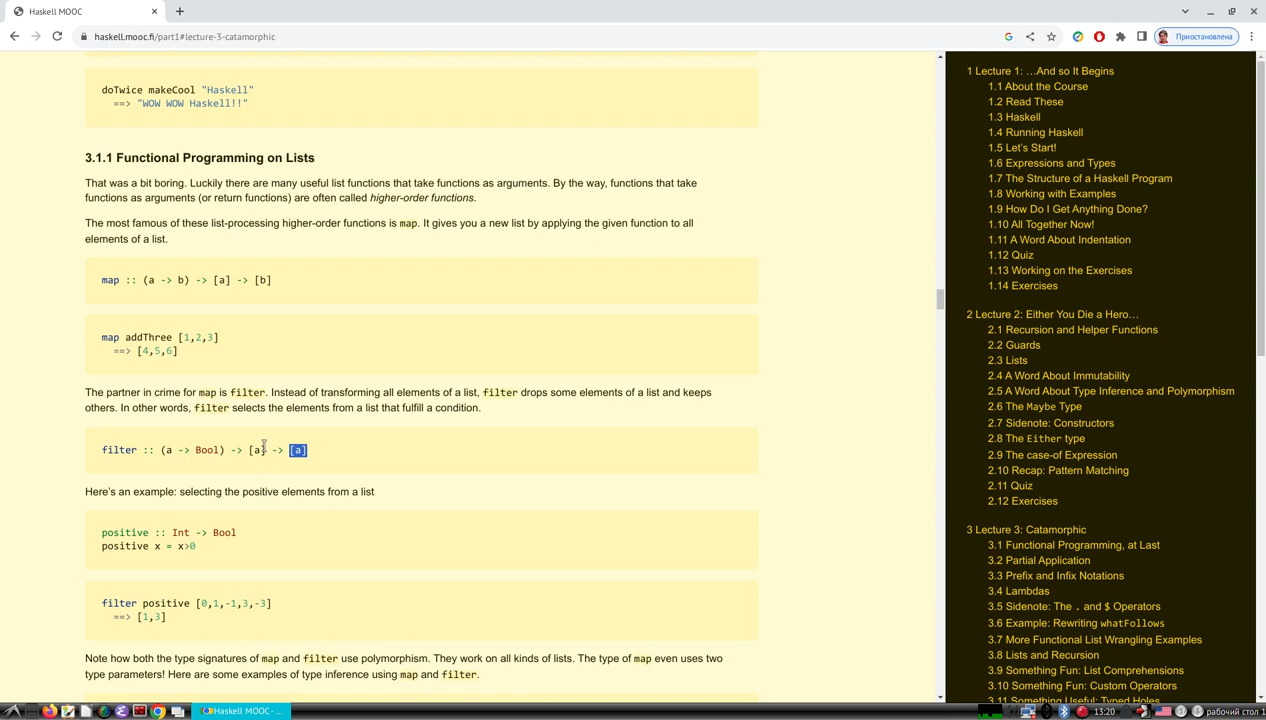 Haskell MOOC
haskell.mooc.fi/part1#lecture-3-catamorphic
Приостановлена
doTwice makeCool "Haskell"
==> "WOW WOW Haskell!!"
3.1.1 Functional Programming on Lists
That was a bit boring. Luckily there are many useful list functions that take functions as arguments. By the way, functions that take
functions as arguments (or return functions) are often called higher-order functions.
The most famous of these list-processing higher-order functions is map. It gives you a new list by applying the given function to all
elements of a list.
map :: (a -> b) -> [a] -> [b]
map addThree [1,2,3]
==> [4,5,6]
The partner in crime for map is filter. Instead of transforming all elements of a list, filter drops some elements of a list and keeps
others. In other words, filter selects the elements from a list that fulfill a condition.
filter :: (a -> Bool) -> [a] -> [a]
Here's an example: selecting the positive elements from a list
positive :: Int -> Bool
positive x = x>0
filter positive [0,1,-1,3,-3]
==> [1,3]
Note how both the type signatures of map and filter use polymorphism. They work on all kinds of lists. The type of map even uses two
type parameters! Here are some examples of type inference using map and filter.
1 Lecture 1: …And so It Begins
1.1 About the Course
1.2 Read These
1.3 Haskell
1.4 Running Haskell
1.5 Let's Start!
1.6 Expressions and Types
1.7 The Structure of a Haskell Program
1.8 Working with Examples
1.9 How Do I Get Anything Done?
1.10 All Together Now!
1.11 A Word About Indentation
1.12 Quiz
1.13 Working on the Exercises
1.14 Exercises
2 Lecture 2: Either You Die a Hero…
2.1 Recursion and Helper Functions
2.2 Guards
2.3 Lists
2.4 A Word About Immutability
2.5 A Word About Type Inference and Polymorphism
2.6 The Maybe Type
2.7 Sidenote: Constructors
2.8 The Either type
2.9 The case-of Expression
2.10 Recap: Pattern Matching
2.11 Quiz
2.12 Exercises
3 Lecture 3: Catamorphic
3.1 Functional Programming, at Last
3.2 Partial Application
3.3 Prefix and Infix Notations
3.4 Lambdas
3.5 Sidenote: The . and $ Operators
3.6 Example: Rewriting whatFollows
3.7 More Functional List Wrangling Examples
3.8 Lists and Recursion
3.9 Something Fun: List Comprehensions
3.10 Something Fun: Custom Operators
3.11 Something Useful: Typed Holes
Haskell MOOC- ...
13:20
рабочий стол 1